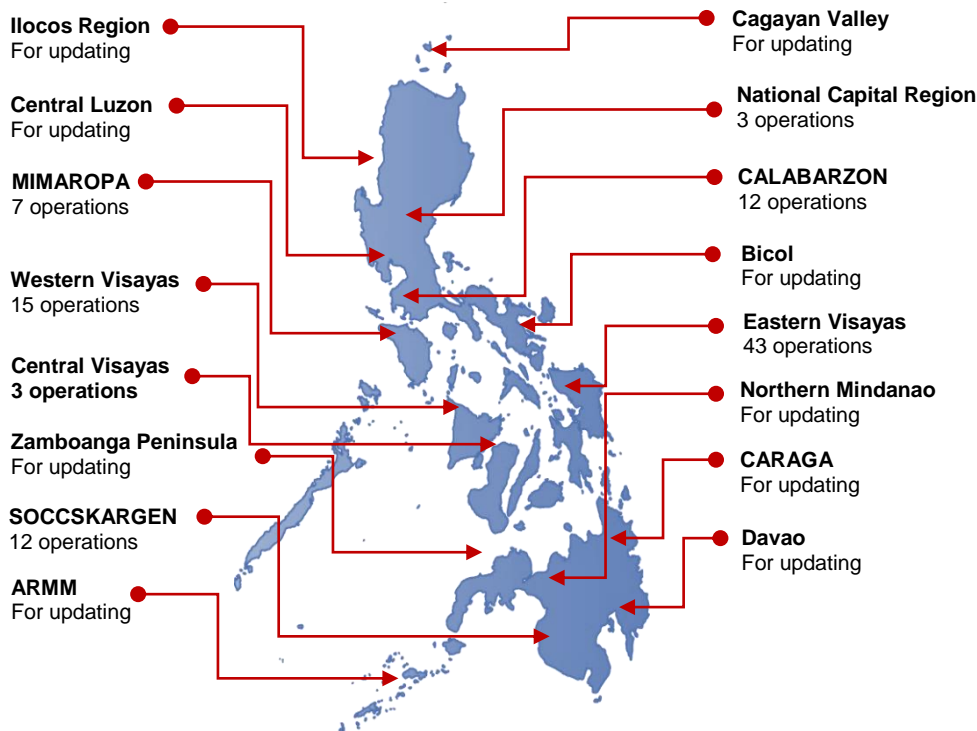 Ilocos Region
For updating
Central Luzon
For updating
MIMAROPA
7 operations
Western Visayas
15 operations
Central Visayas
3 operations
Zamboanga Peninsula
For updating
SOCCSKARGEN
12 operations
ARMM
For updating
Cagayan Valley
For updating
National Capital Region
3 operations
CALABARZON
12 operations
Bicol
For updating
Eastern Visayas
43 operations
Northern Mindanao
For updating
CARAGA
For updating
Davao
For updating